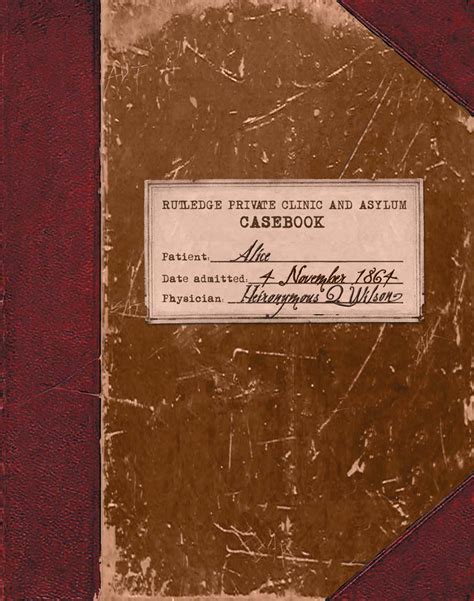 RUTLEDGE PRIVATE CLINIC AND ASYLUM
CASEBOOK
Patient: Alice
Date admitted: 4 November 1864
Physician: Heironymous Q Wilson